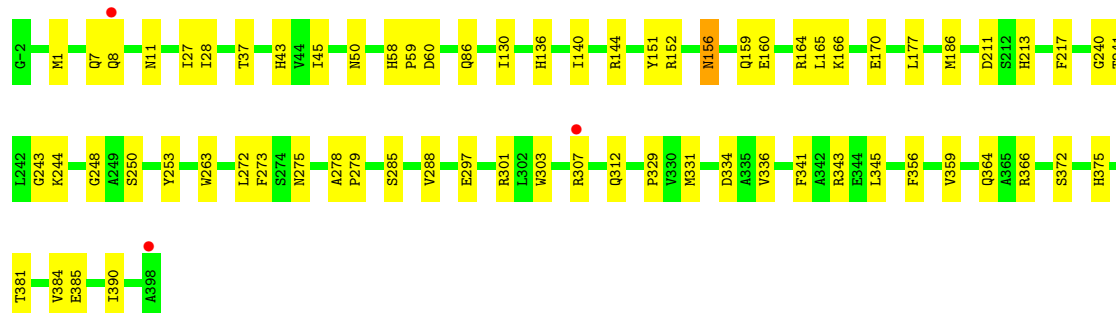 G-2 M1 Q7 Q8 N11 I27 I28 T37 H43 V44 I45 N50 H58 P59 D60 Q86 I130 H136 I140 R144 Y151 R152 N156 Q159 E160 R164 L165 K166 E170 L177 M186 D211 S212 H213 F217 G240 T241
L242 G243 K244 G248 A249 S250 Y253 W263 L272 F273 S274 N275 A278 P279 S285 V288 E297 R301 L302 W303 R307 Q312 P329 V330 M331 D334 A335 V336 F341 A342 R343 E344 L345 F356 V359 Q364 A365 R366 S372 H375
T381 V384 E385 I390 A398